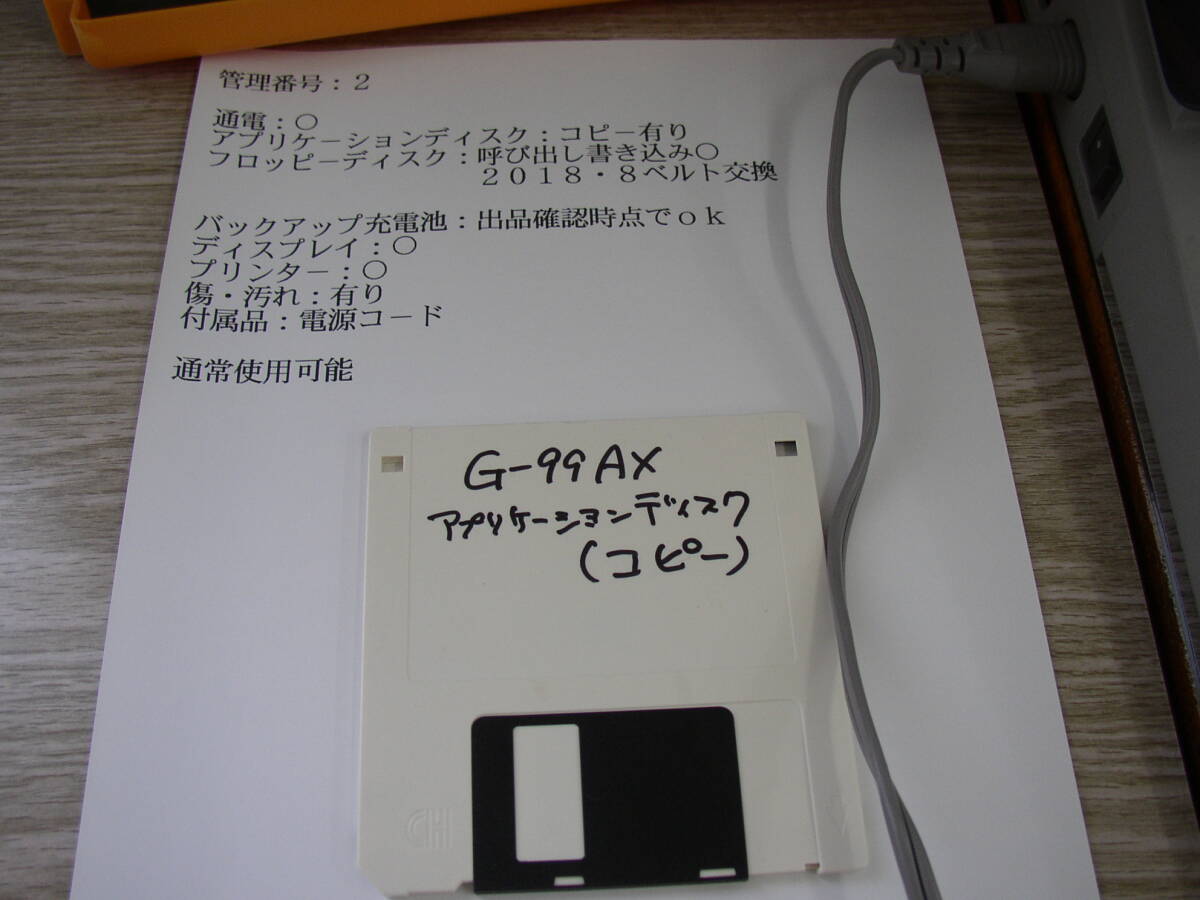 管理番号：２
通電：○
アプリケーションディスク：コピー有り
フロッピーディスク：呼び出し書き込み○
２０１８・８ベルト交換
バックアップ充電池：出品確認時点でｏｋ
ディスプレイ：○
プリンター：○
傷・汚れ：有り
付属品：電源コード
通常使用可能
G-99AX
アプリケーションディスク
(コピー)